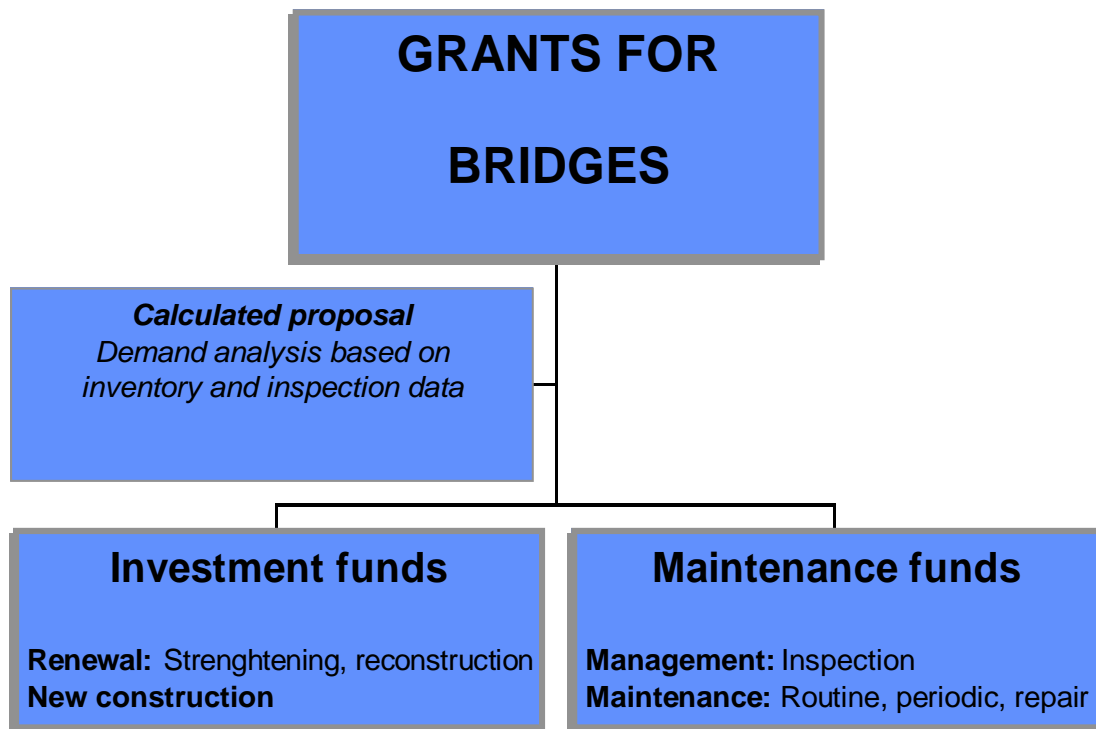 GRANTS FOR
BRIDGES
Calculated proposal
Demand analysis based on
inventory and inspection data
Investment funds
Renewal: Strenghtening, reconstruction
New construction
Maintenance funds
Management: Inspection
Maintenance: Routine, periodic, repair